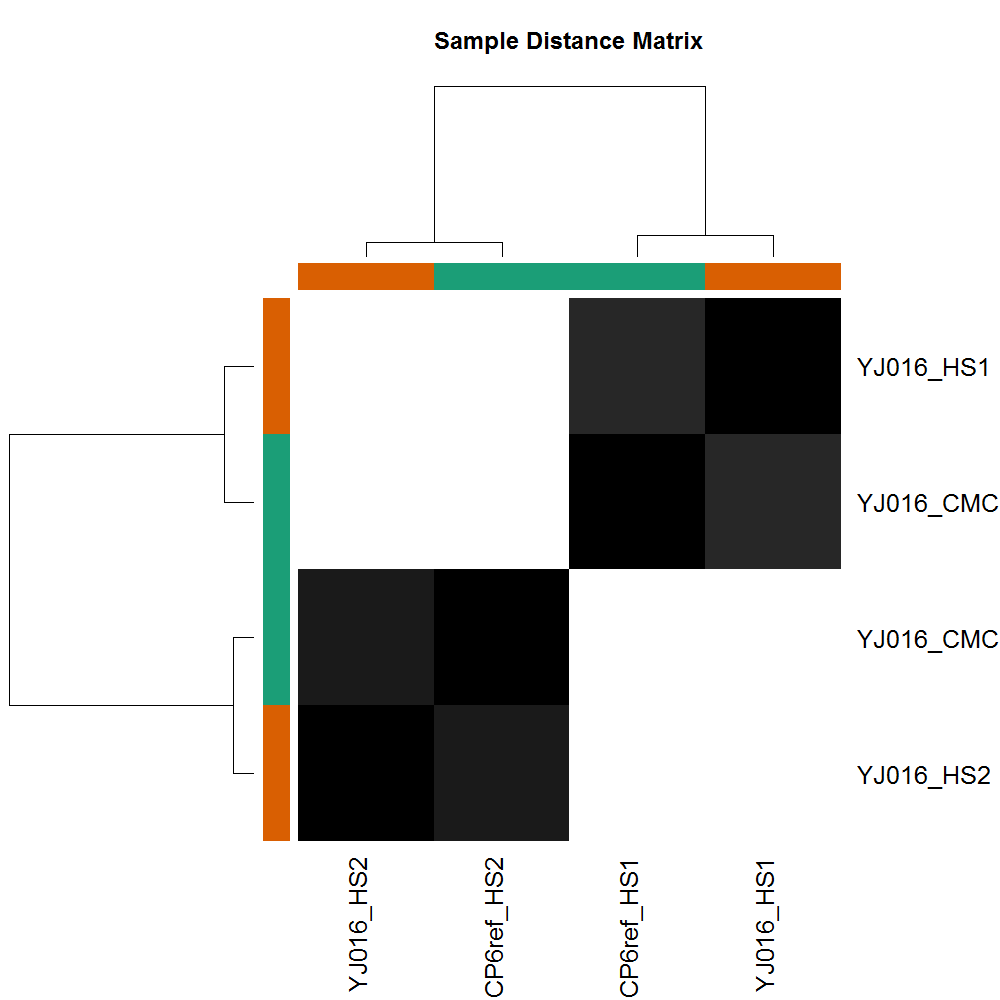 Sample Distance Matrix
YJ016_HS1
YJ016_CMC
YJ016_CMC
YJ016_HS2
YJ016_HS2
CP6ref_HS2
CP6ref_HS1
YJ016_HS1